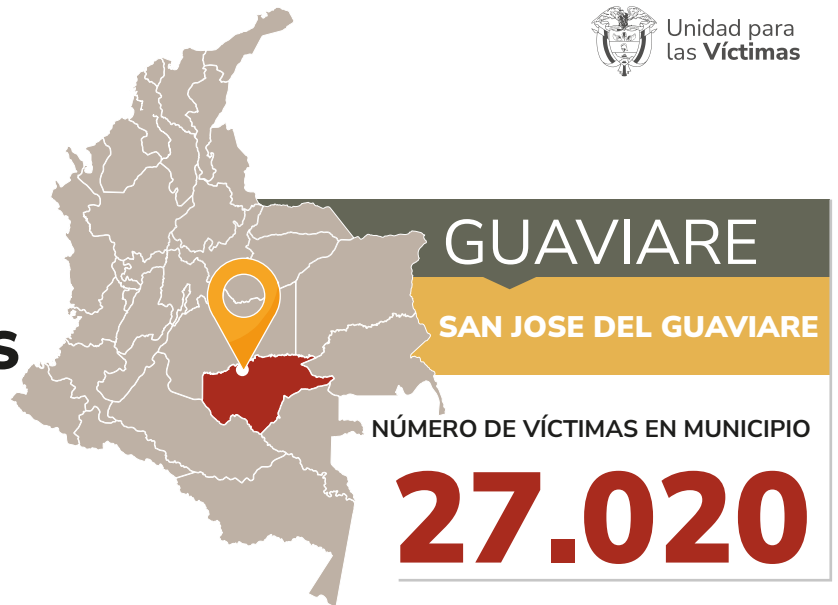 Unidad para
las Víctimas
GUAVIARE
SAN JOSE DEL GUAVIARE
s
NÚMERO DE VÍCTIMAS EN MUNICIPIO
27.020